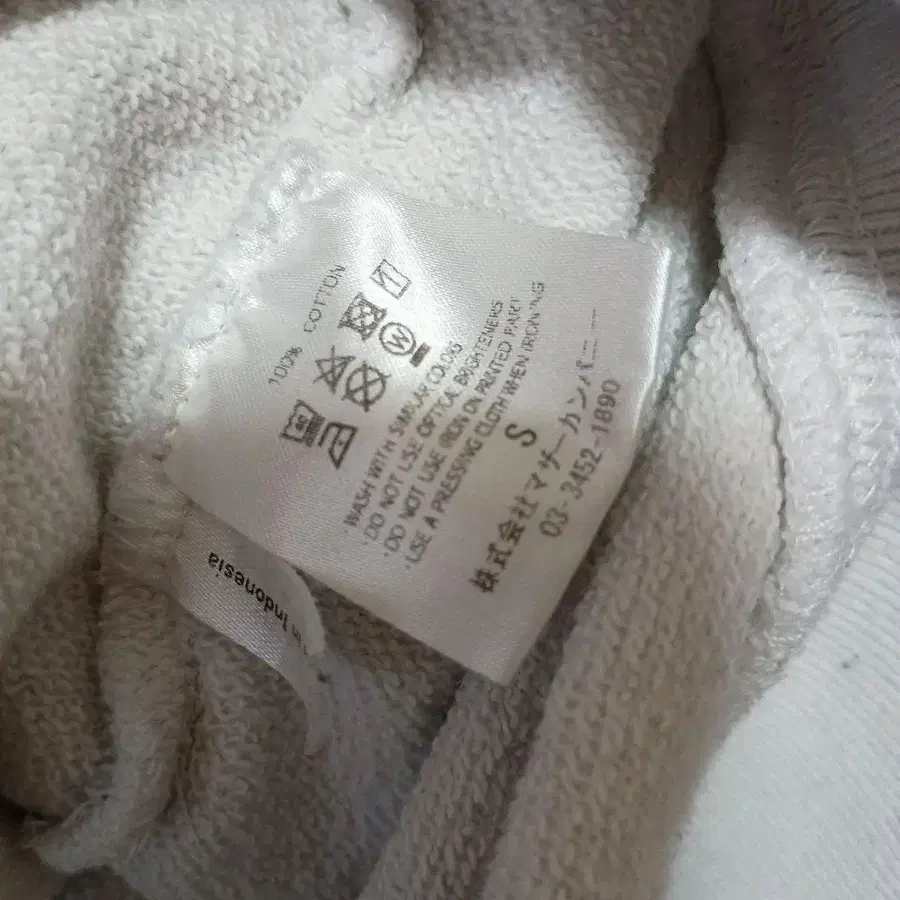 100% COTTON
W
WASH WITH SIMILAR COLORS
·DO NOT USE OPTICAL BRIGHTENERS
·DO NOT USE IRON ON PRINTED PART
·USE A PRESSING CLOTH WHEN IRONING
S
株式会社マザーカンパニー
03-3452-1890
in Indonesia